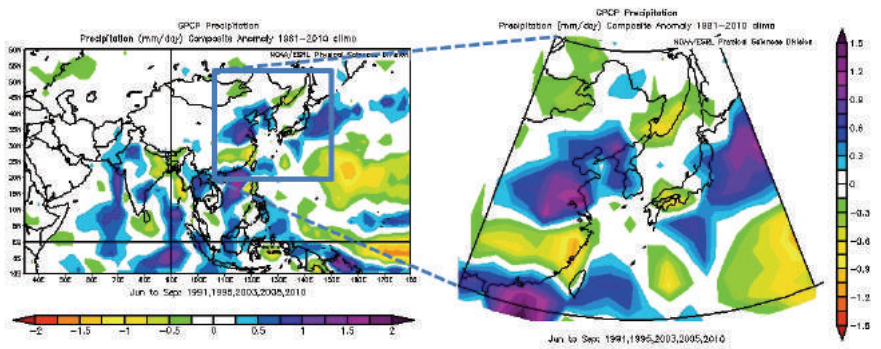 GPCP Precipitation
Precipitation (mm/day) Composite Anomaly 1981-2010 climo
NOAA/ESRL Physical Sciences Division
60N
55N
50N
45N
40N
35N
30N
25N
20N
15N
10N
5N
EQ
5S
10S
40E 50E 60E 70E 80E 90E 100E 110E 120E 130E 140E 150E 160E 170E 180
Jun to Sep: 1991,1995,2003,2005,2010
-2 -1.5 -1 -0.5 0 0.5 1 1.5 2
GPCP Precipitation
Precipitation (mm/day) Composite Anomaly 1981-2010 climo
NOAA/ESRL Physical Sciences Division
Jun to Sep: 1991,1995,2003,2005,2010
1.5
1.2
0.9
0.6
0.3
0
-0.3
-0.6
-0.9
-1.2
-1.5